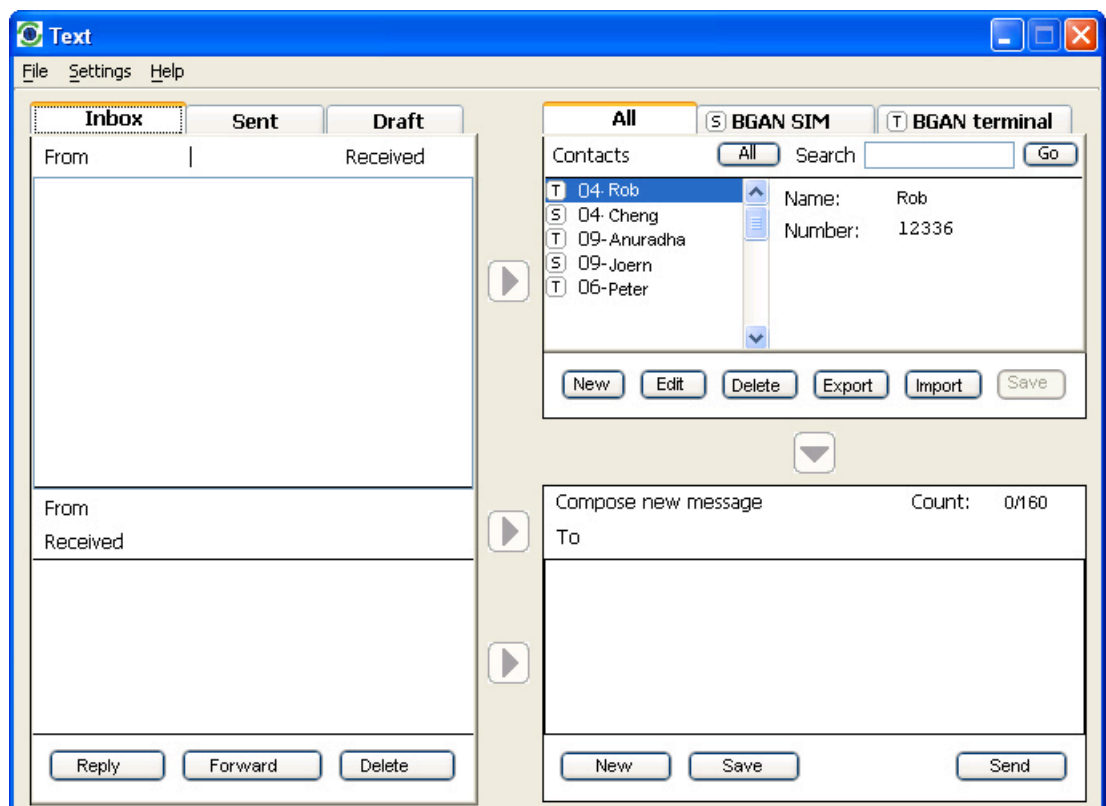 Text
File Settings Help
Inbox Sent Draft
From Received
From
Received
Reply Forward Delete
All S BGAN SIM T BGAN terminal
Contacts All Search Go
T 04-Rob
S 04-Cheng
T 09-Anuradha
S 09-Joern
T 06-Peter
Name: Rob
Number: 12336
New Edit Delete Export Import Save
Compose new message Count: 0/160
To
New Save Send